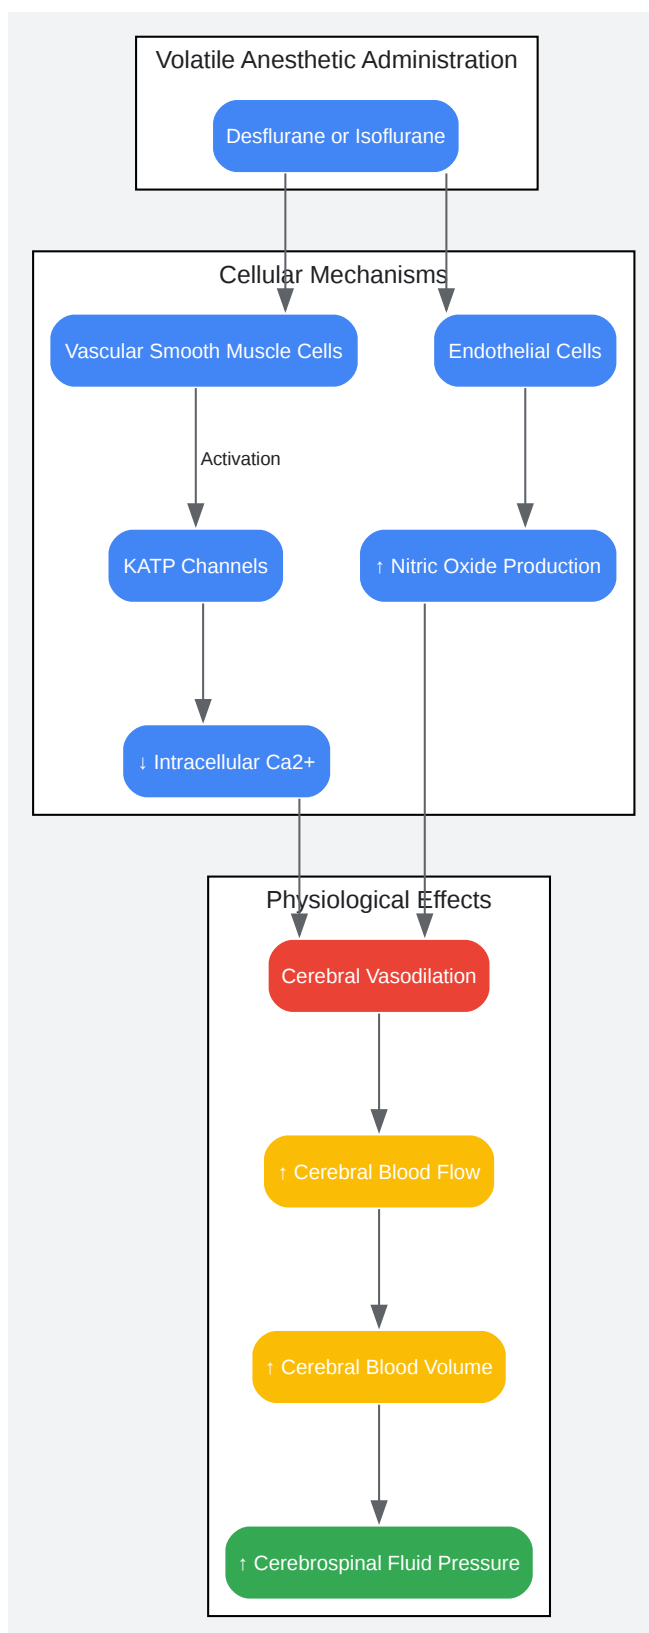 Volatile Anesthetic Administration
Desflurane or Isoflurane
Cellular Mechanisms
Vascular Smooth Muscle Cells
Endothelial Cells
Activation
KATP Channels
↑ Nitric Oxide Production
↓ Intracellular Ca2+
Physiological Effects
Cerebral Vasodilation
↑ Cerebral Blood Flow
↑ Cerebral Blood Volume
↑ Cerebrospinal Fluid Pressure